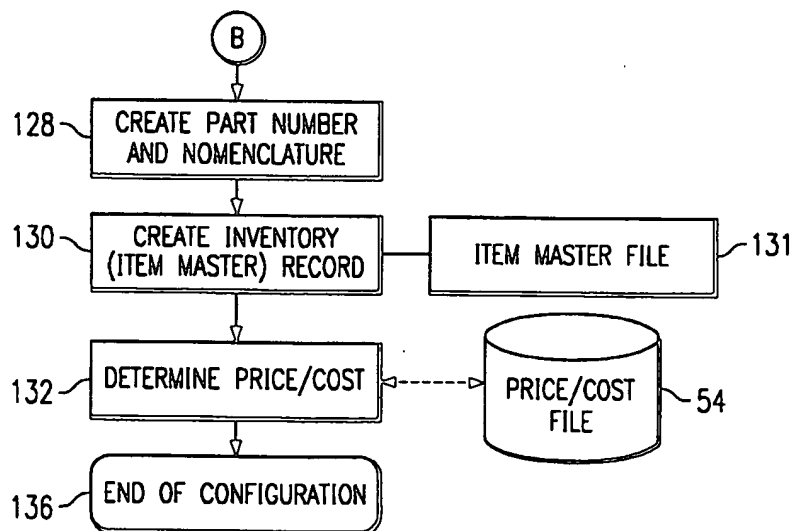 B
128
CREATE PART NUMBER
AND NOMENCLATURE
130
CREATE INVENTORY
(ITEM MASTER) RECORD
ITEM MASTER FILE
131
132
DETERMINE PRICE/COST
PRICE/COST
FILE
54
136
END OF CONFIGURATION